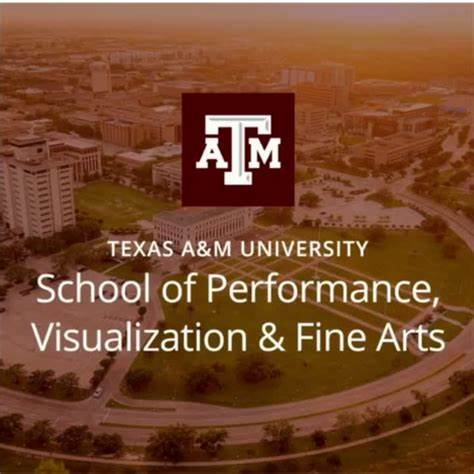 ATM
TEXAS A&M UNIVERSITY
School of Performance,
Visualization & Fine Arts